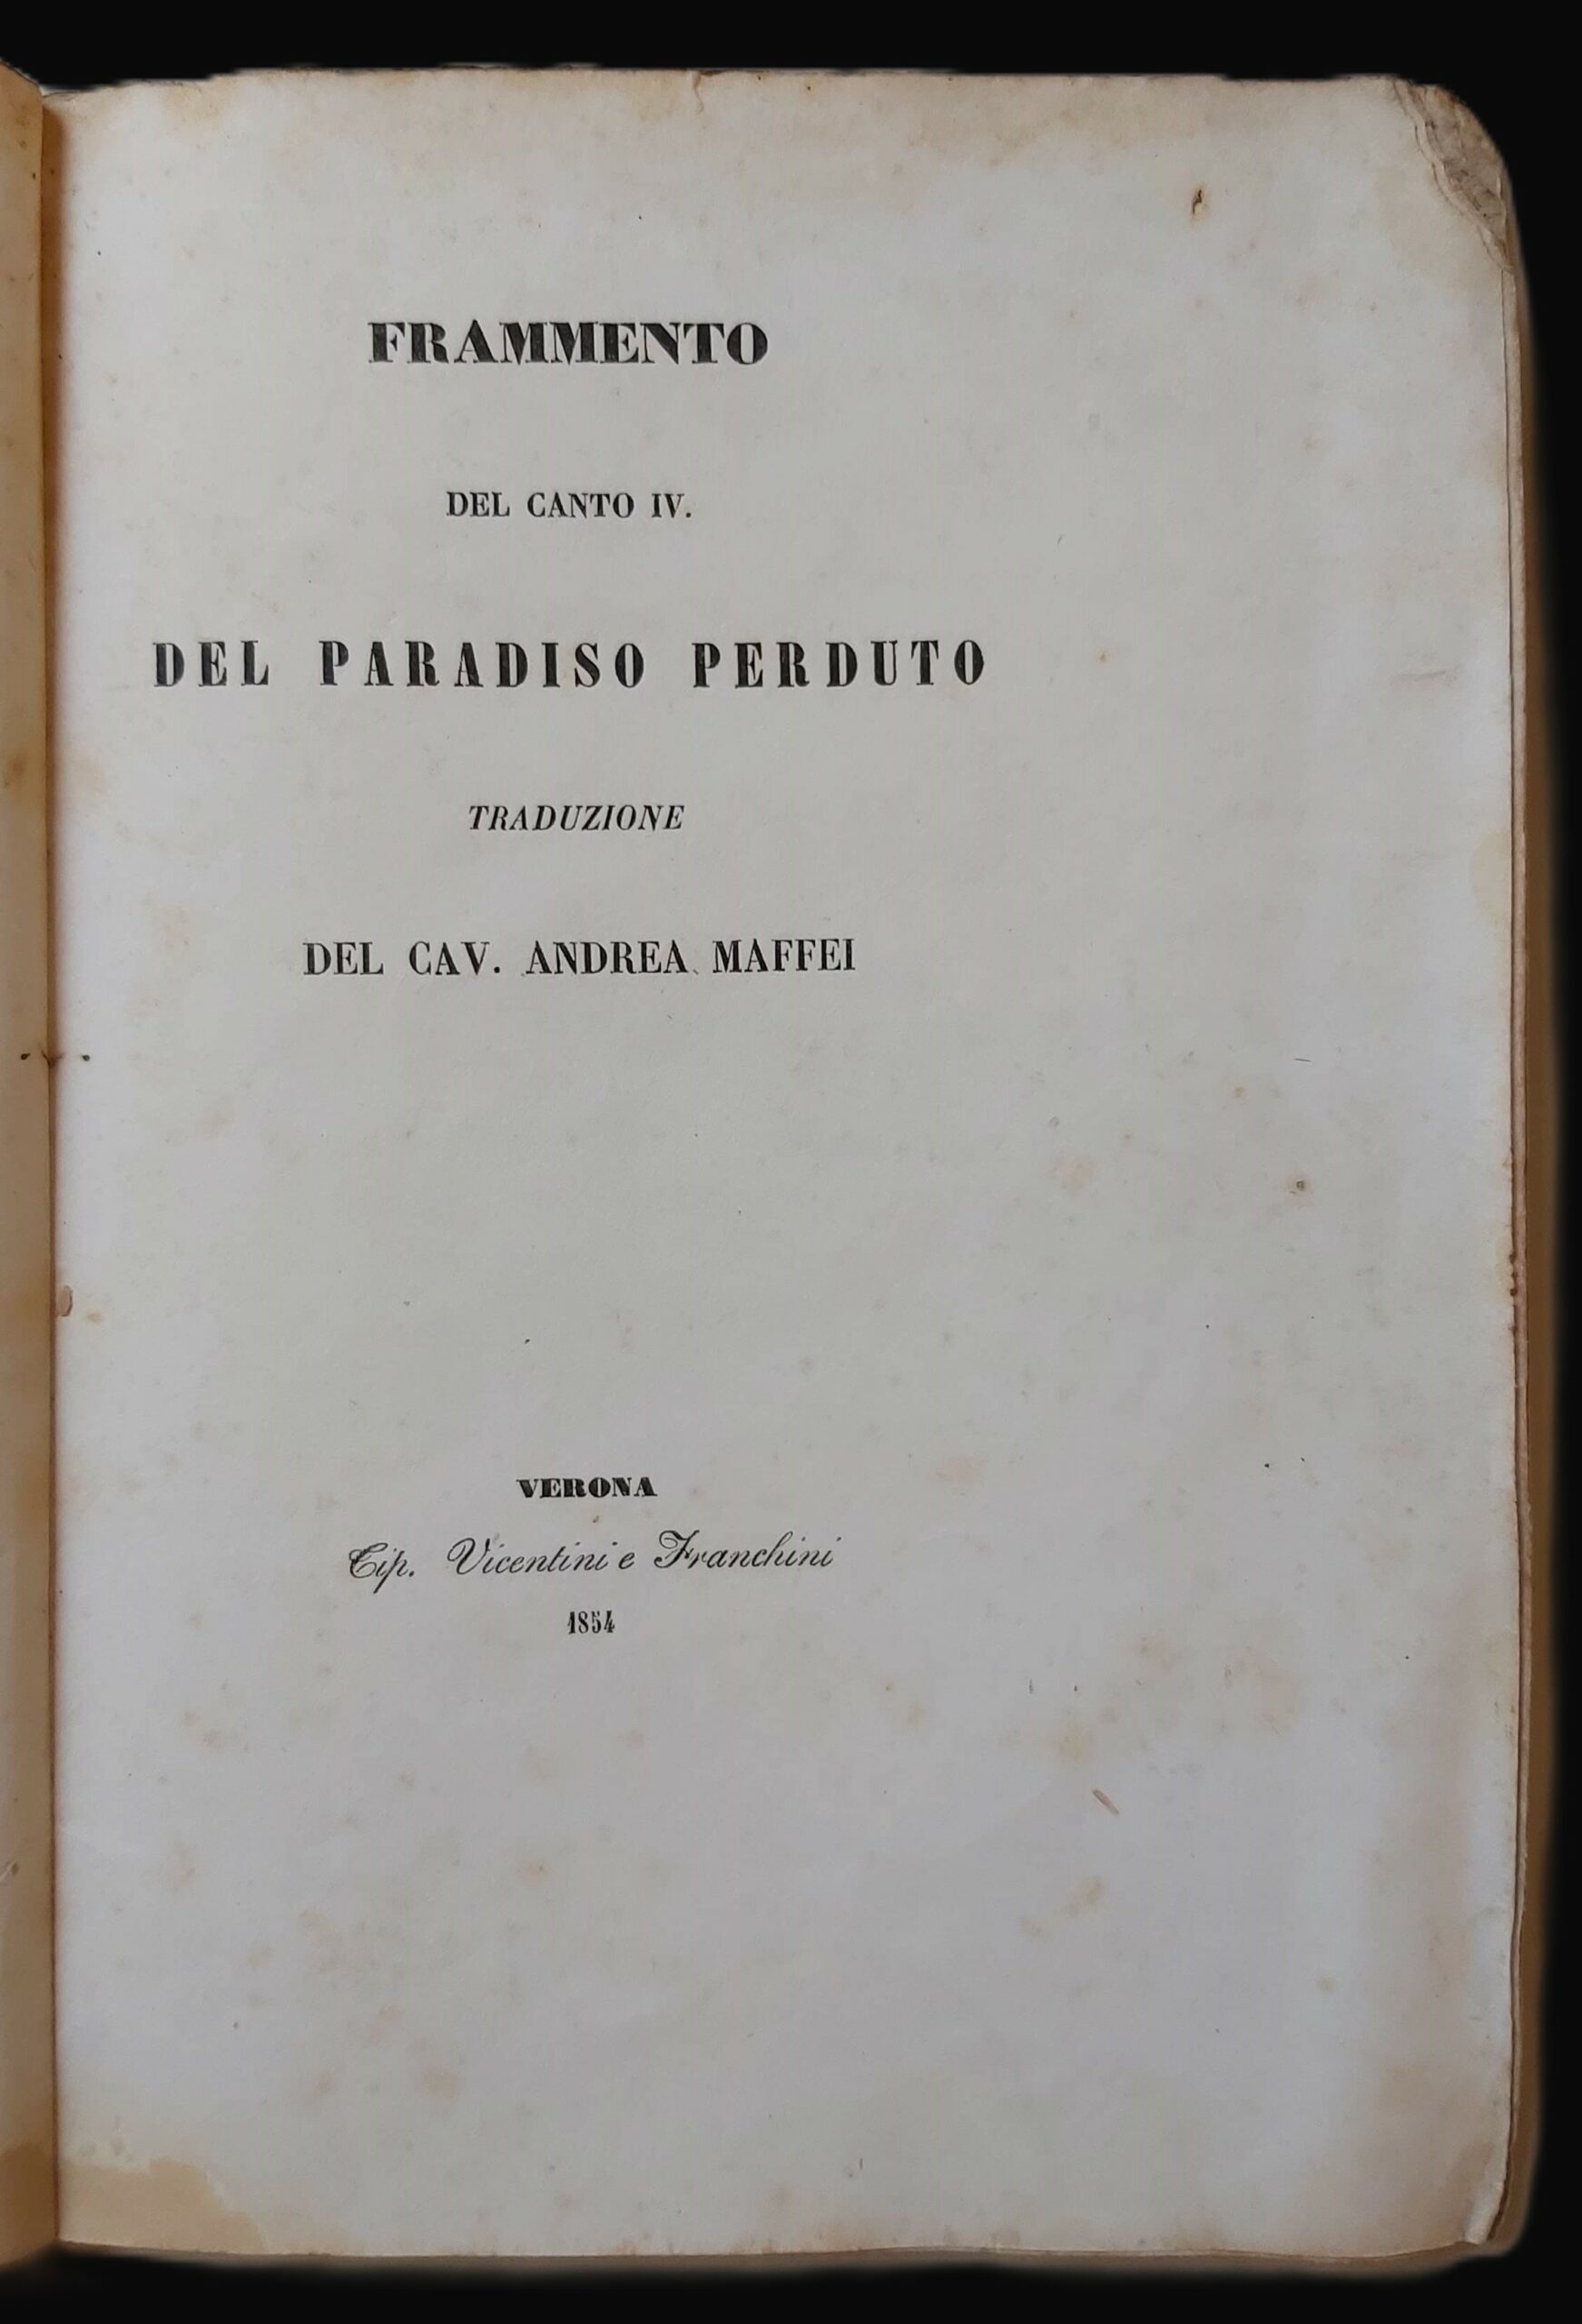 FRAMMENTO
DEL CANTO IV.
DEL PARADISO PERDUTO
TRADUZIONE
DEL CAV. ANDREA MAFFEI
VERONA
Tip. Vicentini e Franchini
1854